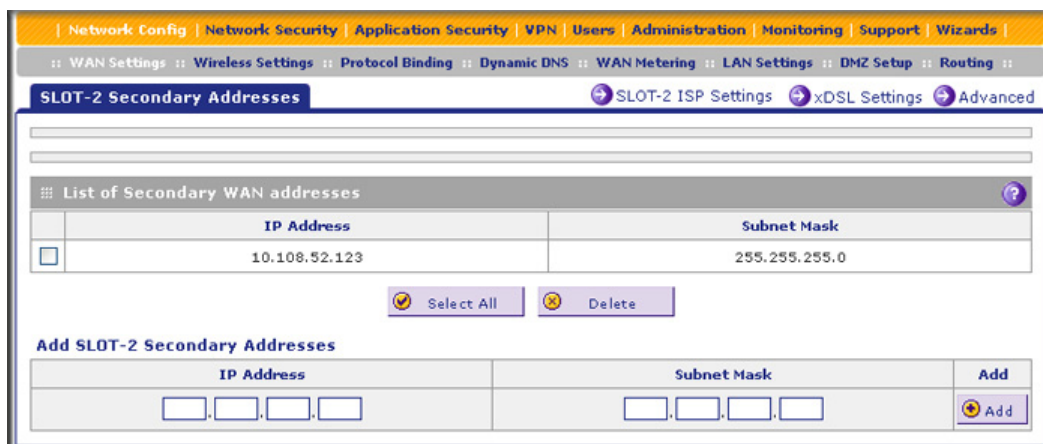 | Network Config | Network Security | Application Security | VPN | Users | Administration | Monitoring | Support | Wizards |
:: WAN Settings :: Wireless Settings :: Protocol Binding :: Dynamic DNS :: WAN Metering :: LAN Settings :: DMZ Setup :: Routing ::
SLOT-2 Secondary Addresses SLOT-2 ISP Settings xDSL Settings Advanced
List of Secondary WAN addresses ?
IP Address Subnet Mask
10.108.52.123 255.255.255.0
Select All Delete
Add SLOT-2 Secondary Addresses
IP Address Subnet Mask Add
. . . . . . Add